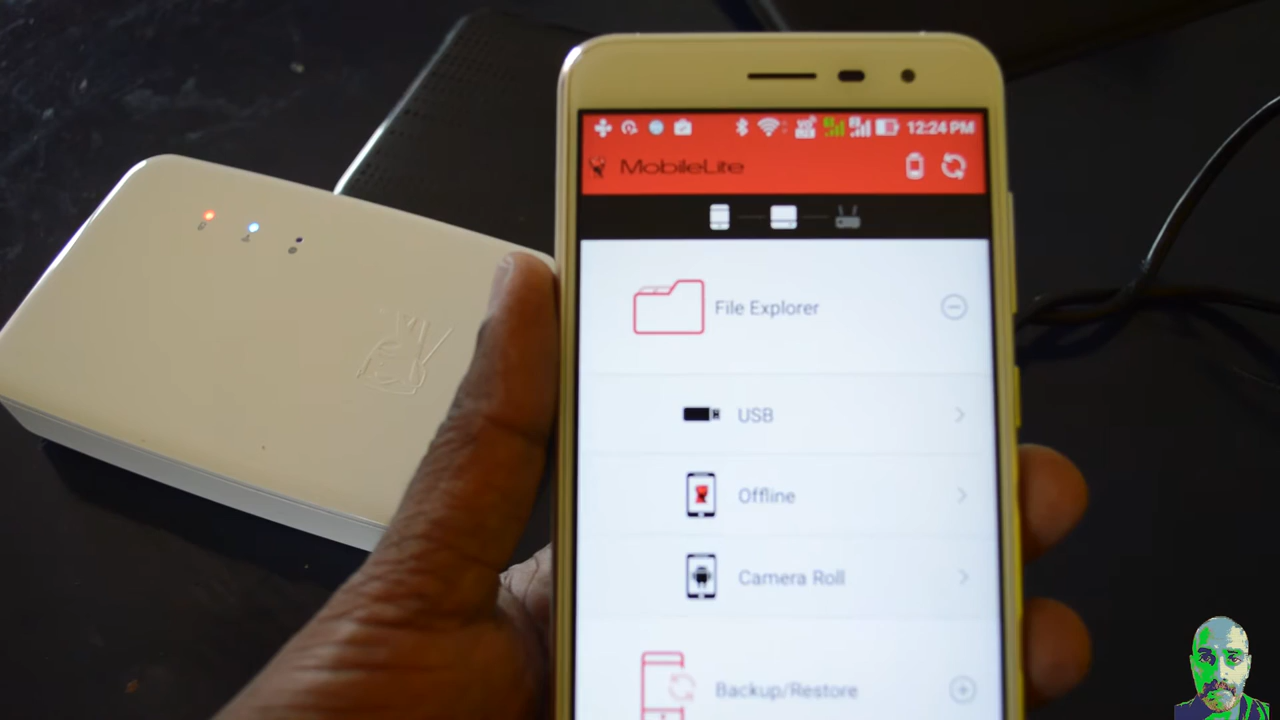 12:24 PM
MobileLite
File Explorer
USB
Offline
Camera Roll
Backup/Restore